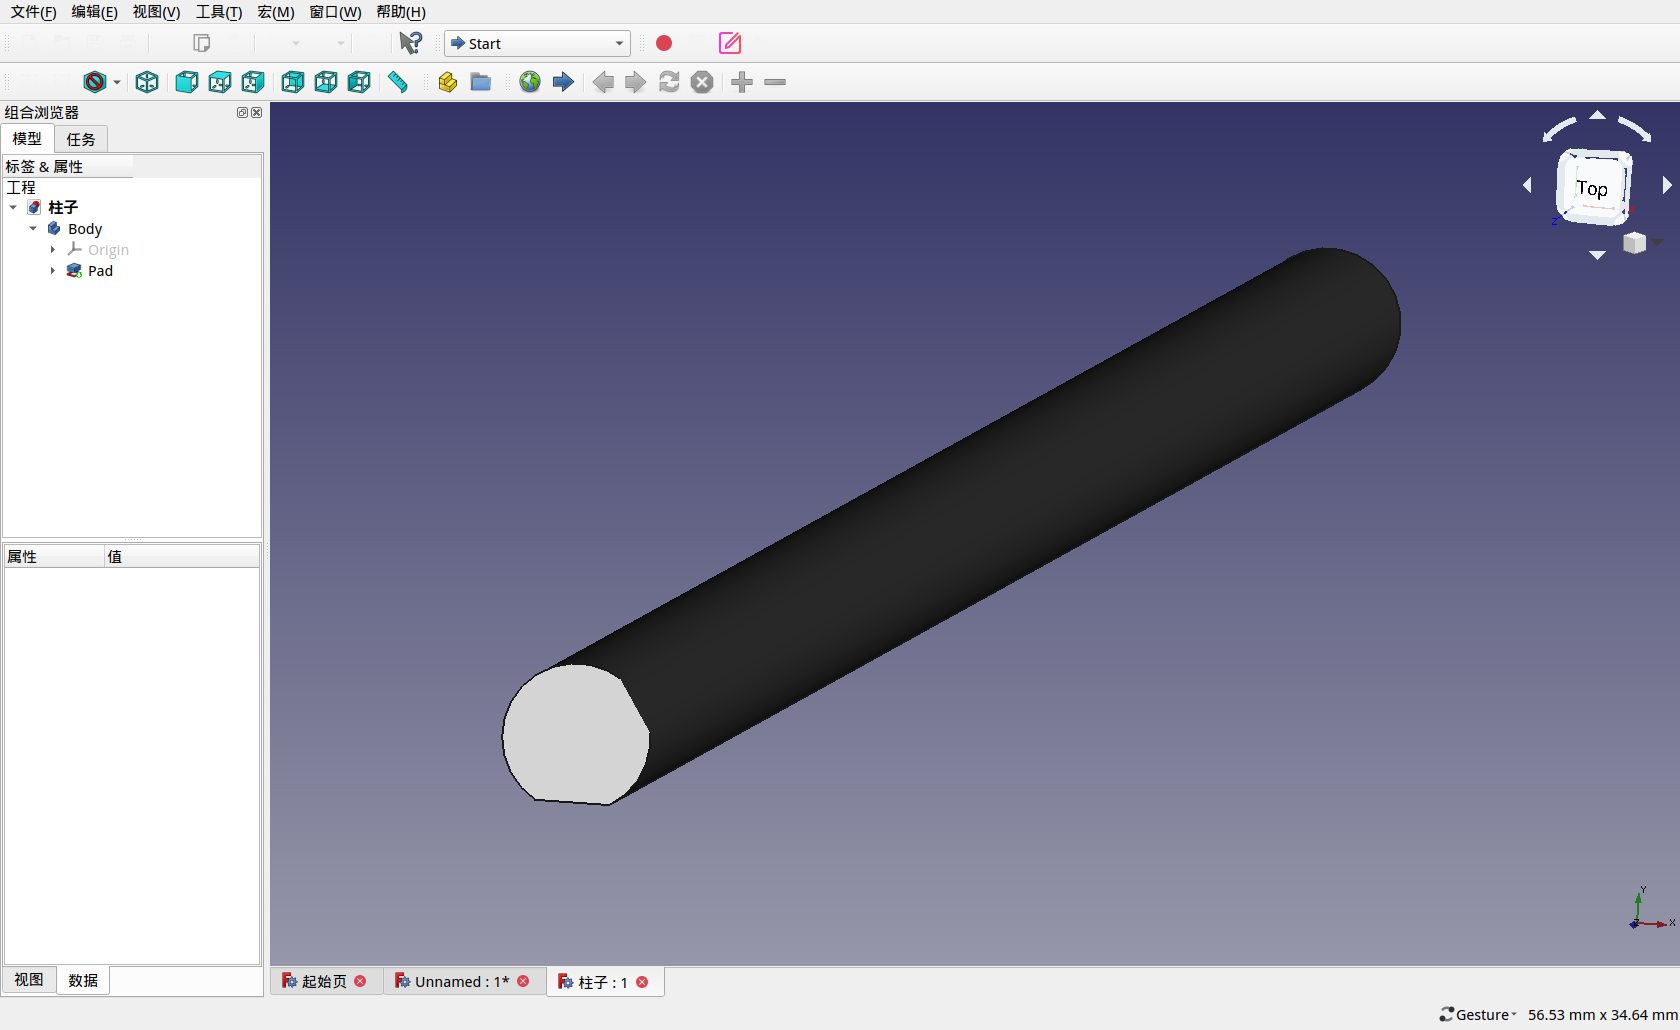 文件(F) 编辑(E) 视图(V) 工具(T) 宏(M) 窗口(W) 帮助(H)
Start
组合浏览器
模型 任务
标签 & 属性
工程
柱子
Body
Origin
Pad
属性 值
视图 数据
Top
Z
Y
X
Z
起始页 Unnamed : 1* 柱子 : 1
Gesture 56.53 mm x 34.64 mm